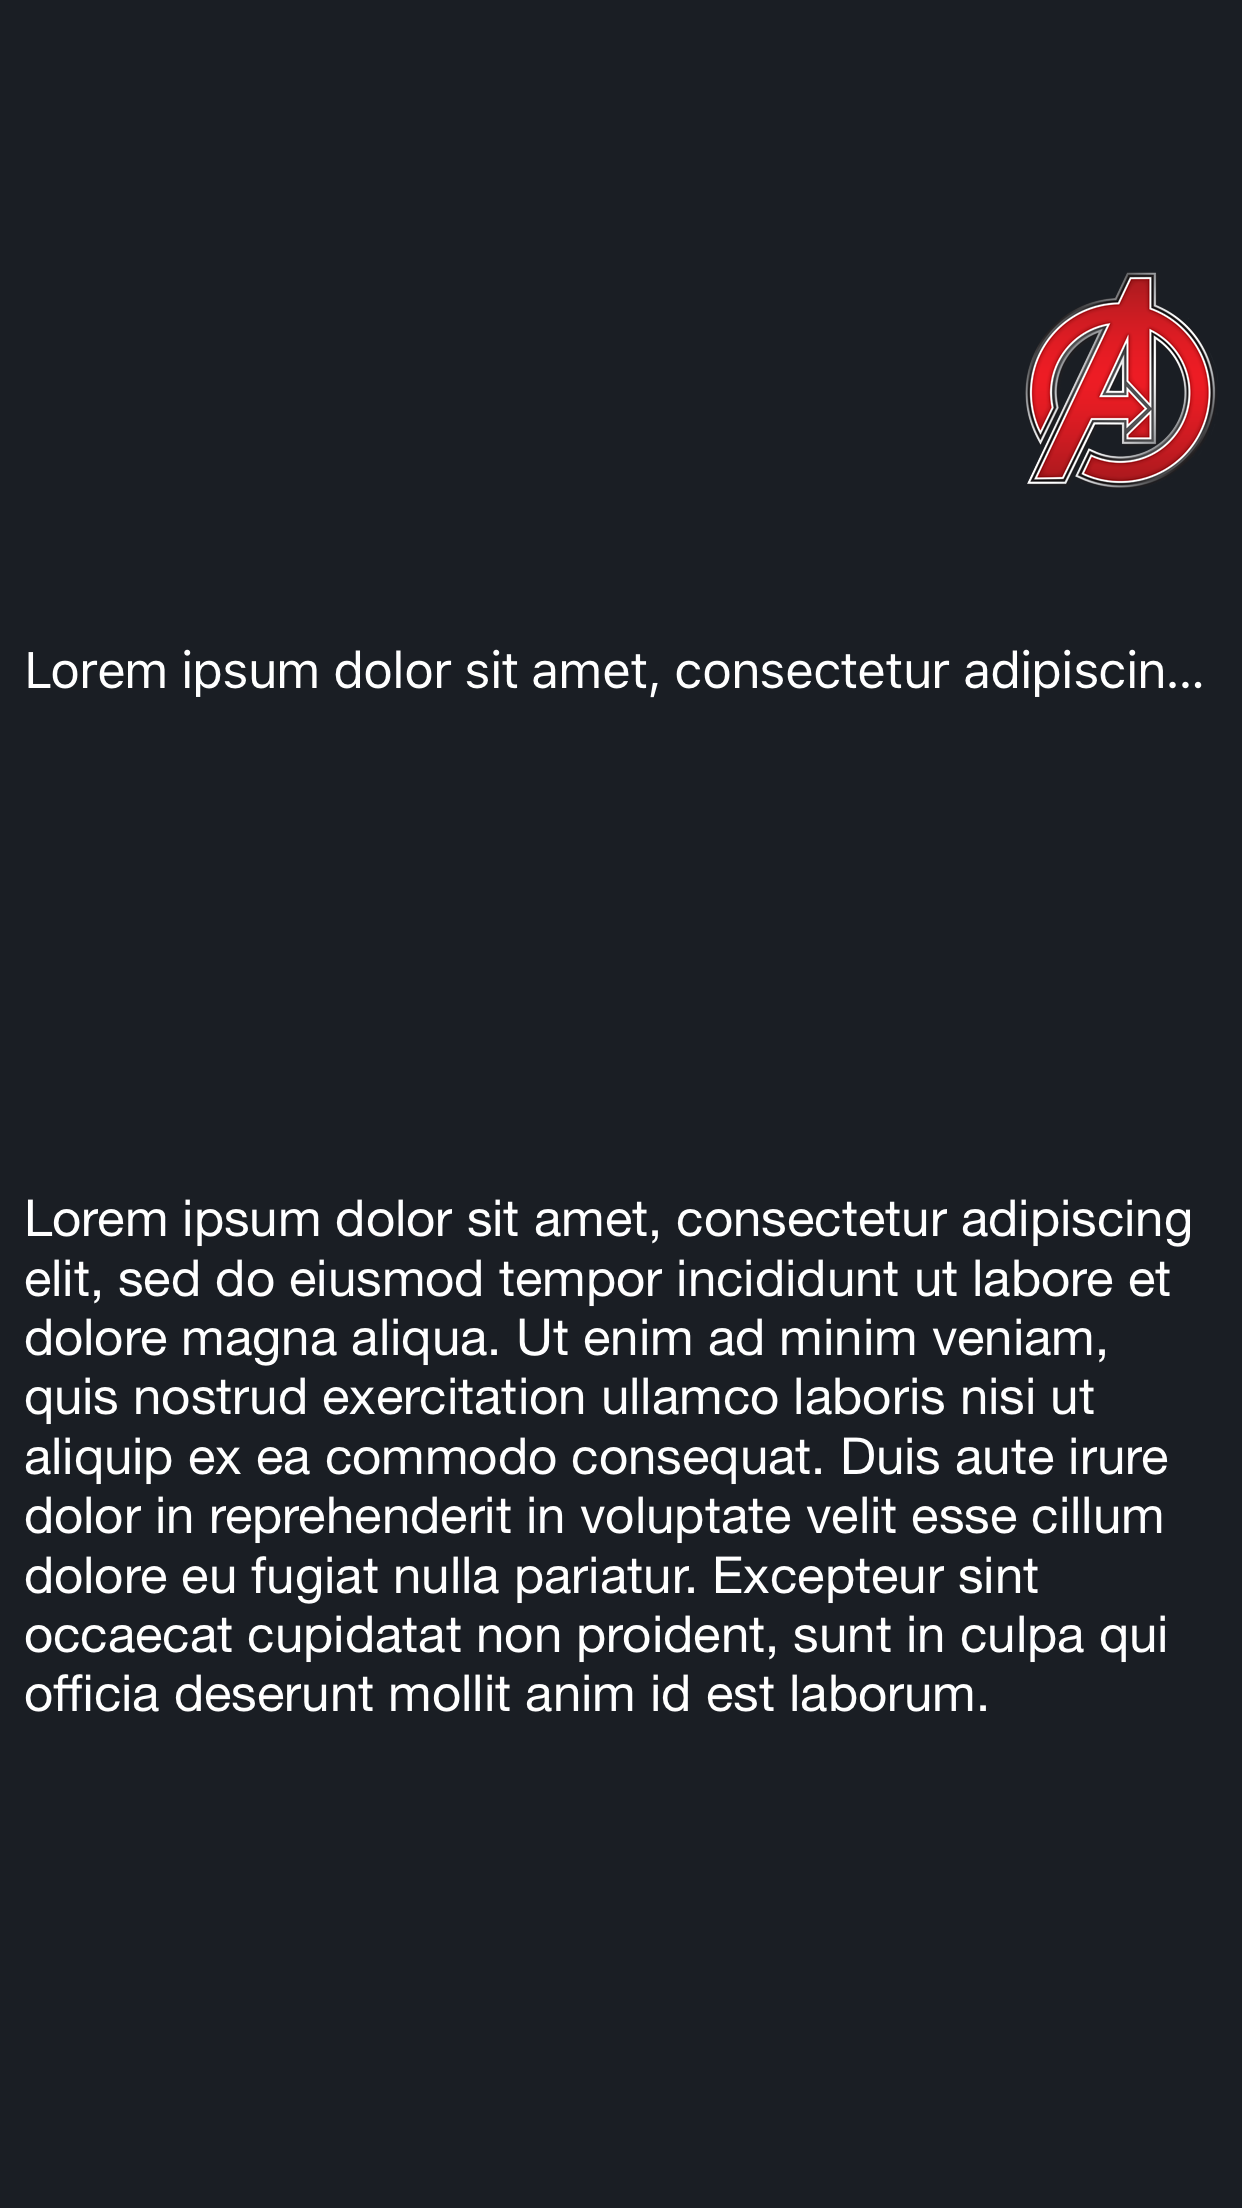 A
Lorem ipsum dolor sit amet, consectetur adipiscin...
Lorem ipsum dolor sit amet, consectetur adipiscing
elit, sed do eiusmod tempor incididunt ut labore et
dolore magna aliqua. Ut enim ad minim veniam,
quis nostrud exercitation ullamco laboris nisi ut
aliquip ex ea commodo consequat. Duis aute irure
dolor in reprehenderit in voluptate velit esse cillum
dolore eu fugiat nulla pariatur. Excepteur sint
occaecat cupidatat non proident, sunt in culpa qui
officia deserunt mollit anim id est laborum.